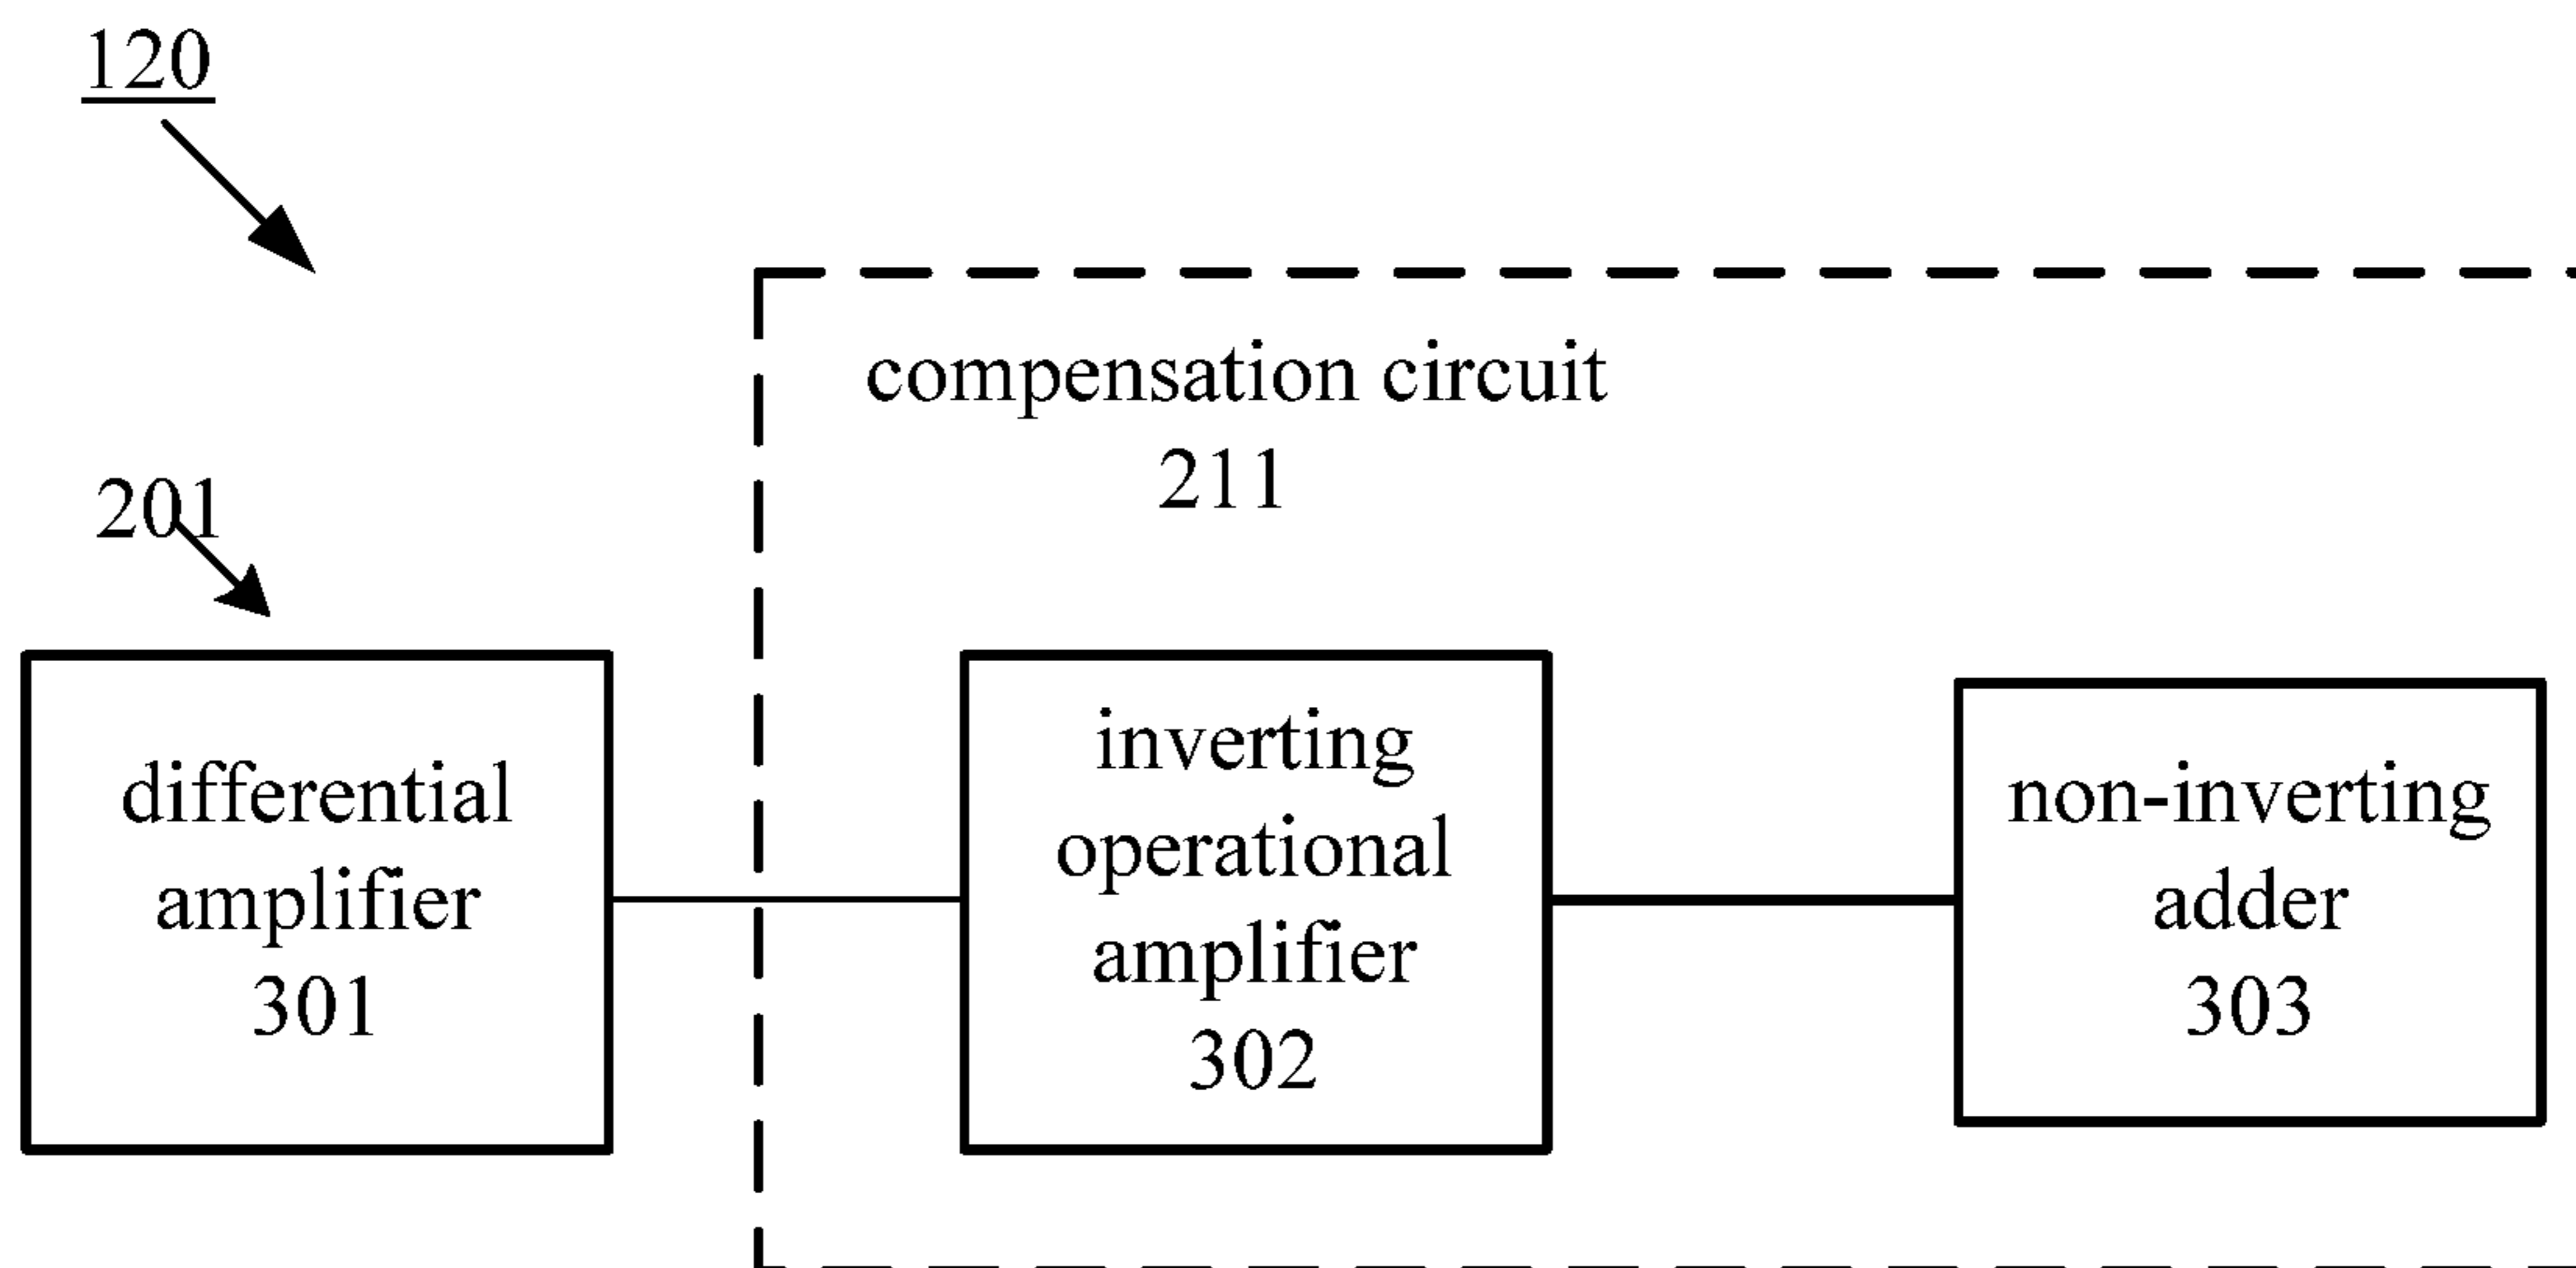 120
compensation circuit
211
201
differential
amplifier
301
inverting
operational
amplifier
302
non-inverting
adder
303